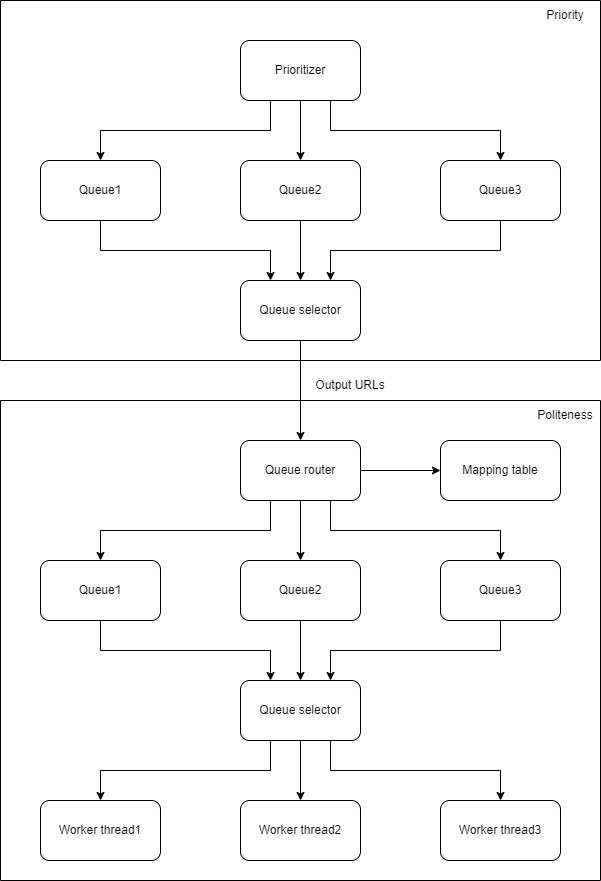 Priority
Prioritizer
Queue1
Queue2
Queue3
Queue selector
Output URLs
Politeness
Queue router
Mapping table
Queue1
Queue2
Queue3
Queue selector
Worker thread1
Worker thread2
Worker thread3